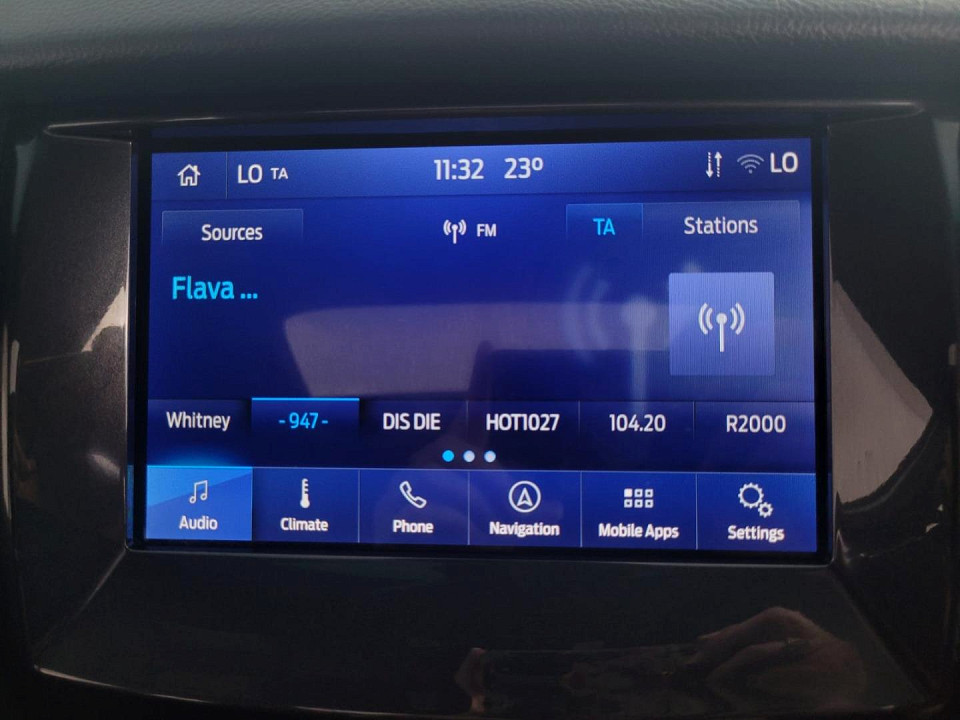 LO TA 11:32 23º LO
Sources FM TA Stations
Flava ...
Whitney -947- DIS DIE HOT1027 104.20 R2000
Audio Climate Phone Navigation Mobile Apps Settings